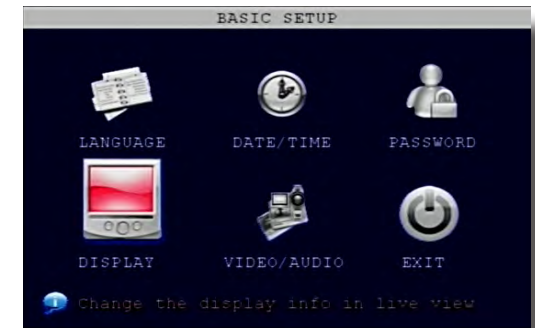 BASIC SETUP
LANGUAGE DATE/TIME PASSWORD
DISPLAY VIDEO/AUDIO EXIT
Change the display info in live view